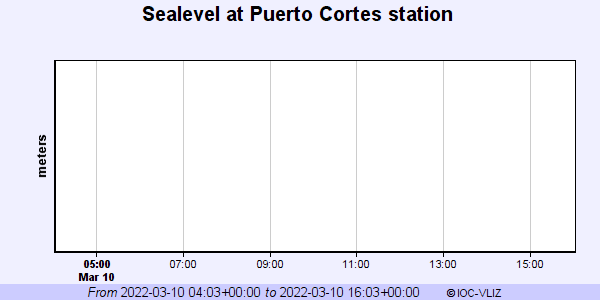 Sealevel at Puerto Cortes station
meters
05:00 07:00 09:00 11:00 13:00 15:00
Mar 10
From 2022-03-10 04:03+00:00 to 2022-03-10 16:03+00:00 © IOC-VLIZ